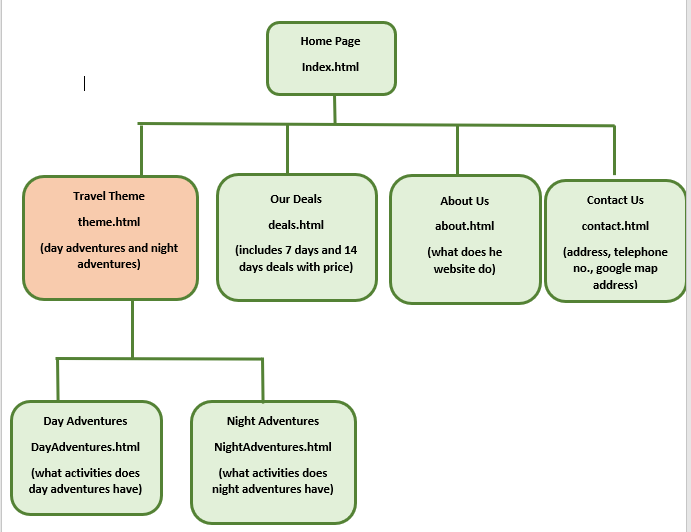 Home Page
Index.html
Travel Theme
theme.html
(day adventures and night
adventures)
Our Deals
deals.html
(includes 7 days and 14
days deals with price)
About Us
about.html
(what does he
website do)
Contact Us
contact.html
(address, telephone
no., google map
address)
Day Adventures
DayAdventures.html
(what activities does
day adventures have)
Night Adventures
NightAdventures.html
(what activities does
night adventures have)